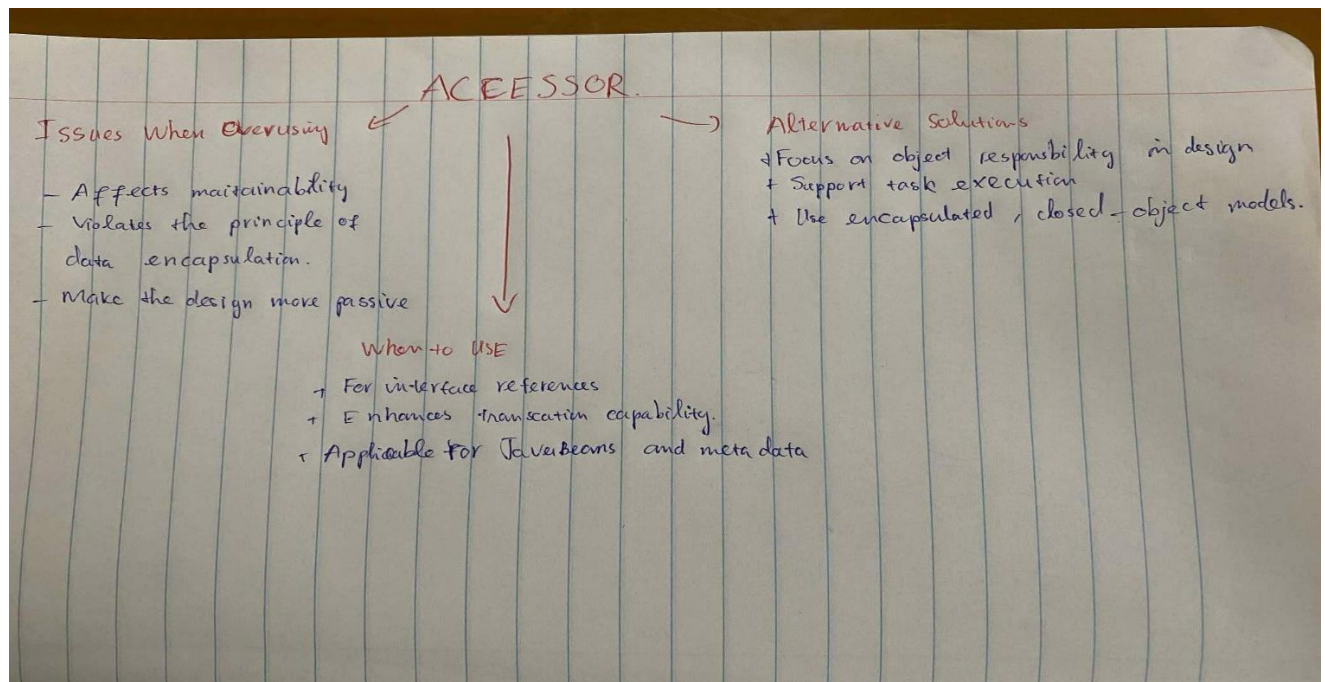 ACEESSOR.
Issues When Overusing
- Affects maitainability
- Violates the principle of
data encapsulation.
- Make the design more passive
When to USE
+ For interface references
+ Enhances transcation capability.
+ Applicable for JavaBeans and meta data
Alternative Solutions
+ Focus on object responsbility in design
+ Support task execution
+ Use encapsulated, closed-object models.